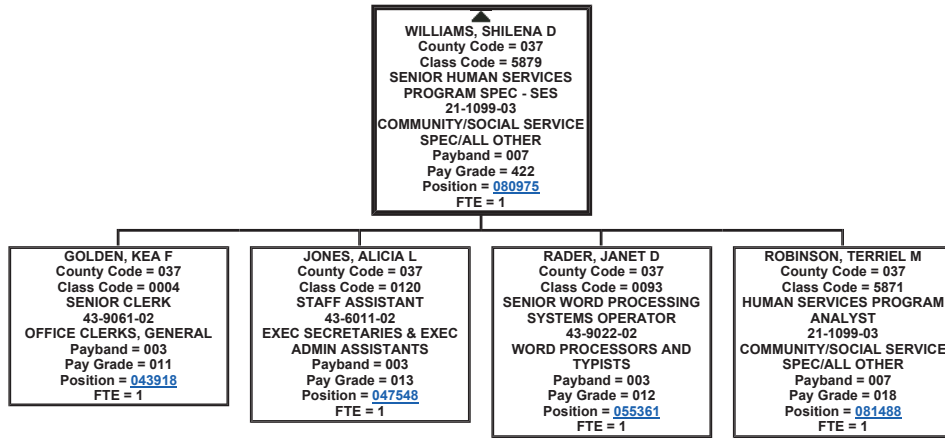 WILLIAMS, SHILENA D
County Code = 037
Class Code = 5879
SENIOR HUMAN SERVICES
PROGRAM SPEC - SES
21-1099-03
COMMUNITY/SOCIAL SERVICE
SPEC/ALL OTHER
Payband = 007
Pay Grade = 422
Position = 080975
FTE = 1
GOLDEN, KEA F
County Code = 037
Class Code = 0004
SENIOR CLERK
43-9061-02
OFFICE CLERKS, GENERAL
Payband = 003
Pay Grade = 011
Position = 043918
FTE = 1
JONES, ALICIA L
County Code = 037
Class Code = 0120
STAFF ASSISTANT
43-6011-02
EXEC SECRETARIES & EXEC
ADMIN ASSISTANTS
Payband = 003
Pay Grade = 013
Position = 047548
FTE = 1
RADER, JANET D
County Code = 037
Class Code = 0093
SENIOR WORD PROCESSING
SYSTEMS OPERATOR
43-9022-02
WORD PROCESSORS AND
TYPISTS
Payband = 003
Pay Grade = 012
Position = 055361
FTE = 1
ROBINSON, TERRIEL M
County Code = 037
Class Code = 5871
HUMAN SERVICES PROGRAM
ANALYST
21-1099-03
COMMUNITY/SOCIAL SERVICE
SPEC/ALL OTHER
Payband = 007
Pay Grade = 018
Position = 081488
FTE = 1